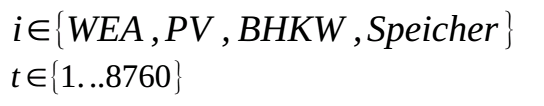 i∈{WEA ,PV , BHKW ,Speicher}
t∈{1...8760}